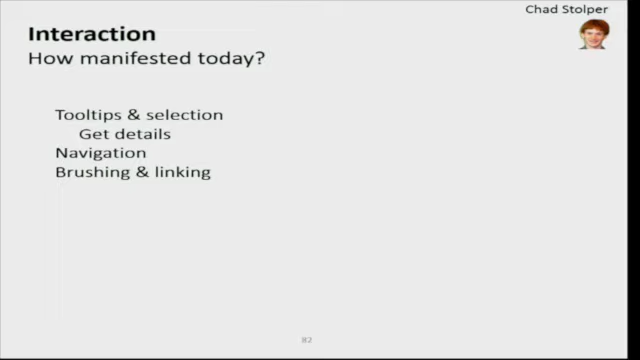 Chad Stolper
Interaction
How manifested today?
Tooltips & selection
Get details
Navigation
Brushing & linking
82